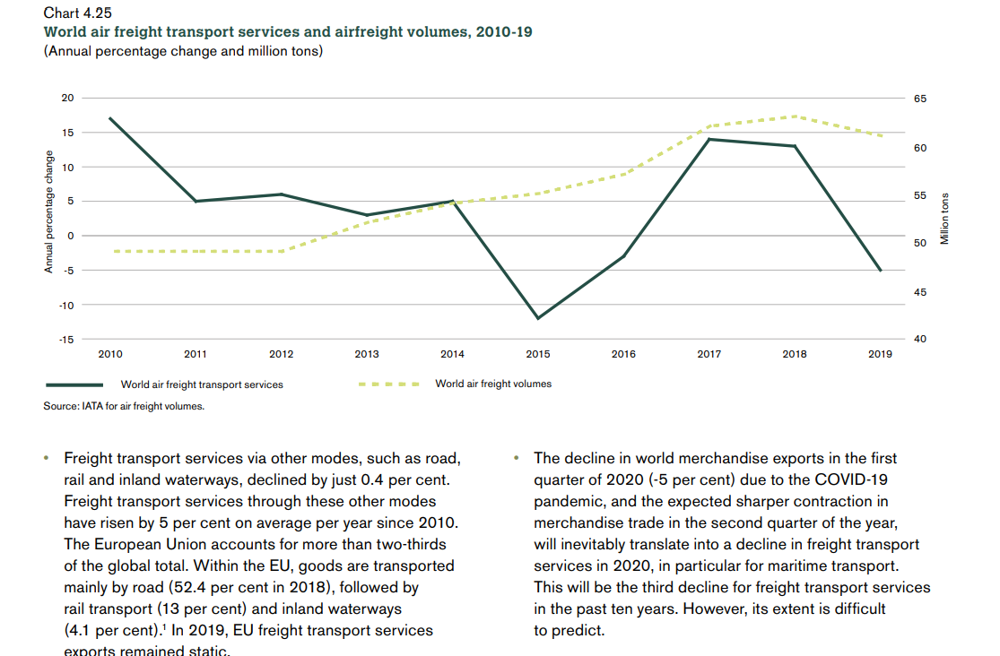 Chart 4.25
World air freight transport services and airfreight volumes, 2010-19
(Annual percentage change and million tons)
20
15
10
5
0
-5
-10
-15
Annual percentage change
65
60
55
50
45
40
Million tons
2010 2011 2012 2013 2014 2015 2016 2017 2018 2019
World air freight transport services World air freight volumes
Source: IATA for air freight volumes.
• Freight transport services via other modes, such as road,
rail and inland waterways, declined by just 0.4 per cent.
Freight transport services through these other modes
have risen by 5 per cent on average per year since 2010.
The European Union accounts for more than two-thirds
of the global total. Within the EU, goods are transported
mainly by road (52.4 per cent in 2018), followed by
rail transport (13 per cent) and inland waterways
(4.1 per cent).¹ In 2019, EU freight transport services
exports remained static.
• The decline in world merchandise exports in the first
quarter of 2020 (-5 per cent) due to the COVID-19
pandemic, and the expected sharper contraction in
merchandise trade in the second quarter of the year,
will inevitably translate into a decline in freight transport
services in 2020, in particular for maritime transport.
This will be the third decline for freight transport services
in the past ten years. However, its extent is difficult
to predict.